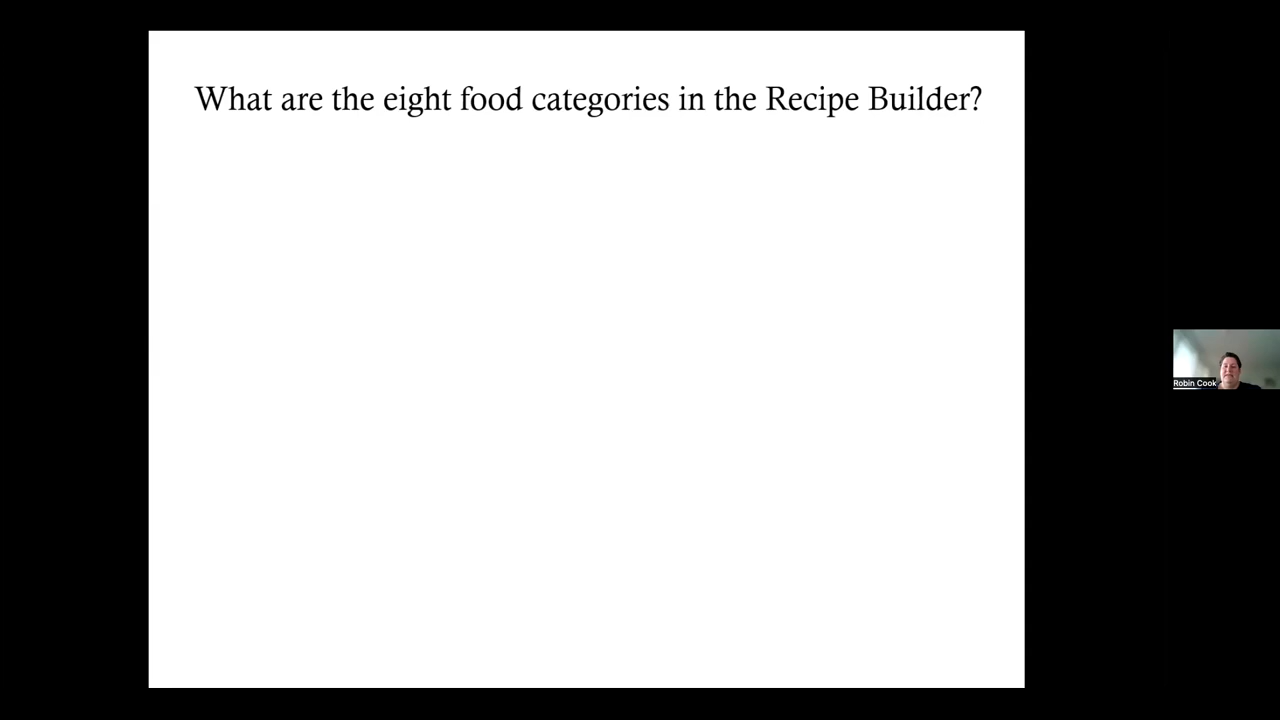 What are the eight food categories in the Recipe Builder?
Robin Cook